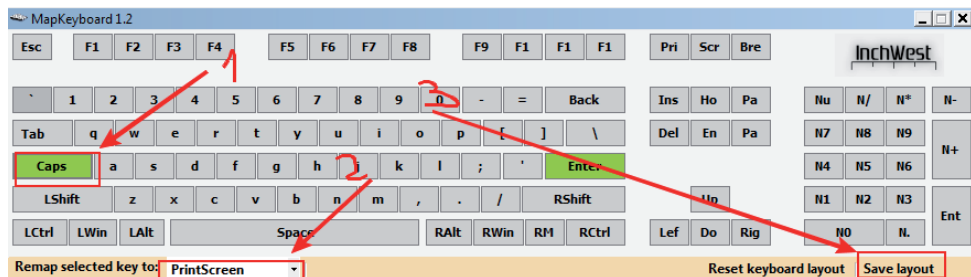 MapKeyboard 1.2
Esc F1 F2 F3 F4 F5 F6 F7 F8 F9 F1 F1 F1 Pri Scr Bre InchWest
1
` 1 2 3 4 5 6 7 8 9 0 - = Back Ins Ho Pa Nu N/ N* N-
3
Tab q w e r t y u i o p [ ] \ Del En Pa N7 N8 N9
N+
Caps a s d f g h j k l ; ' Enter N4 N5 N6
2
LShift z x c v b n m , . / RShift Up N1 N2 N3
Ent
LCtrl LWin LAlt Space RAlt RWin RM RCtrl Lef Do Rig N0 N.
Remap selected key to: PrintScreen Reset keyboard layout Save layout